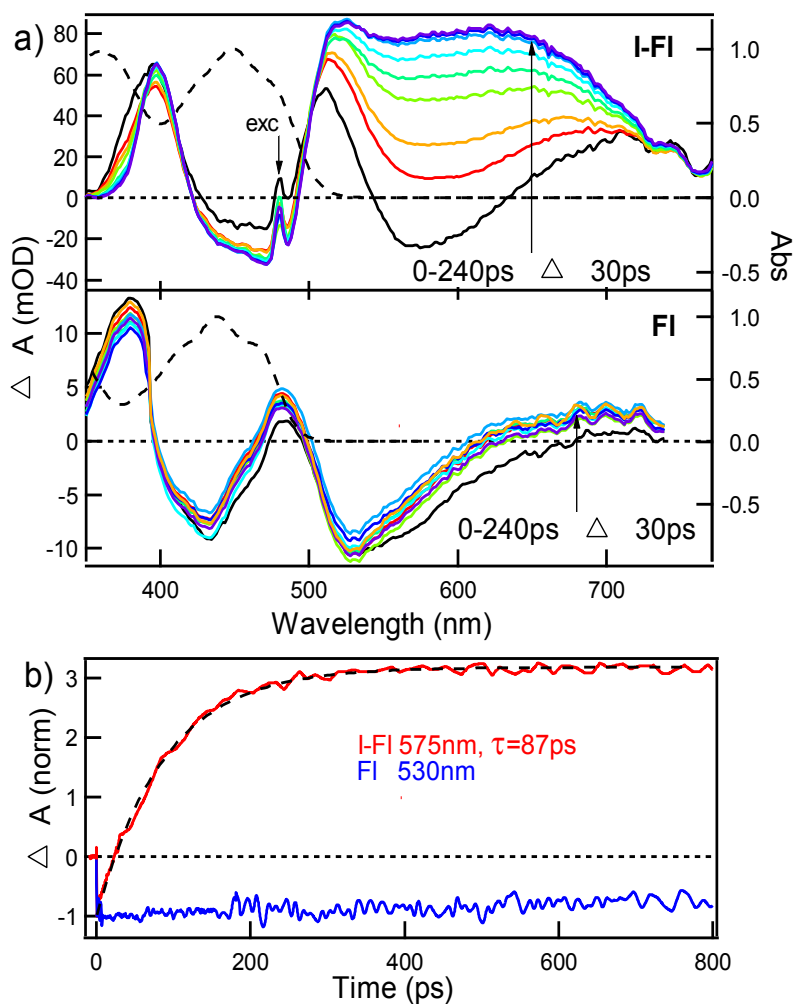 a)
I-Fl
exc
80
60
40
20
0
-20
-40
1.0
0.5
0.0
-0.5
0-240ps △ 30ps
△ A (mOD)
Abs
Fl
10
5
0
-5
-10
1.0
0.5
0.0
-0.5
0-240ps △ 30ps
400 500 600 700
Wavelength (nm)
b)
3
2
1
0
-1
△ A (norm)
I-Fl 575nm, τ=87ps
Fl 530nm
0 200 400 600 800
Time (ps)